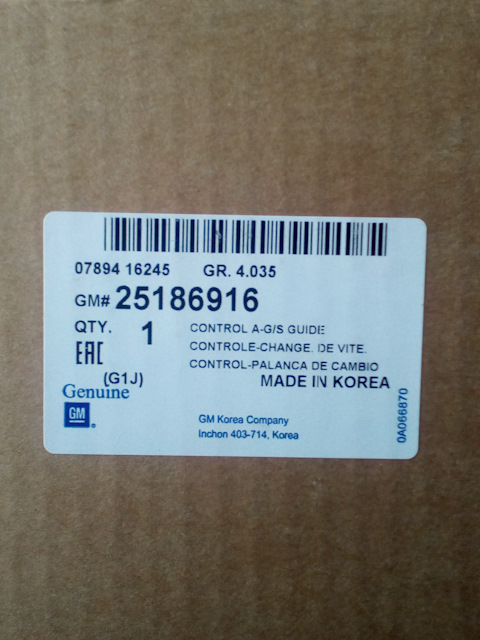 07894 16245 GR. 4.035
GM# 25186916
QTY. 1
CONTROL A-G/S GUIDE
CONTROLE-CHANGE. DE VITE.
CONTROL-PALANCA DE CAMBIO
EAC
(G1J) MADE IN KOREA
Genuine
GM
GM Korea Company
Inchon 403-714, Korea
0A066870